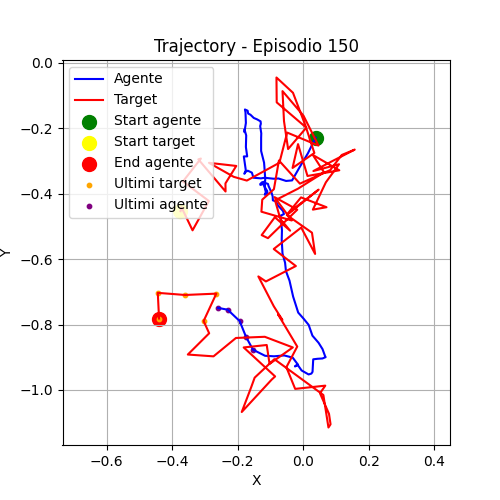 Trajectory - Episodio 150
0.0
−0.2
−0.4
−0.6
−0.8
−1.0
Y
Agente
Target
Start agente
Start target
End agente
Ultimi target
Ultimi agente
−0.6
−0.4
−0.2
0.0
0.2
0.4
X